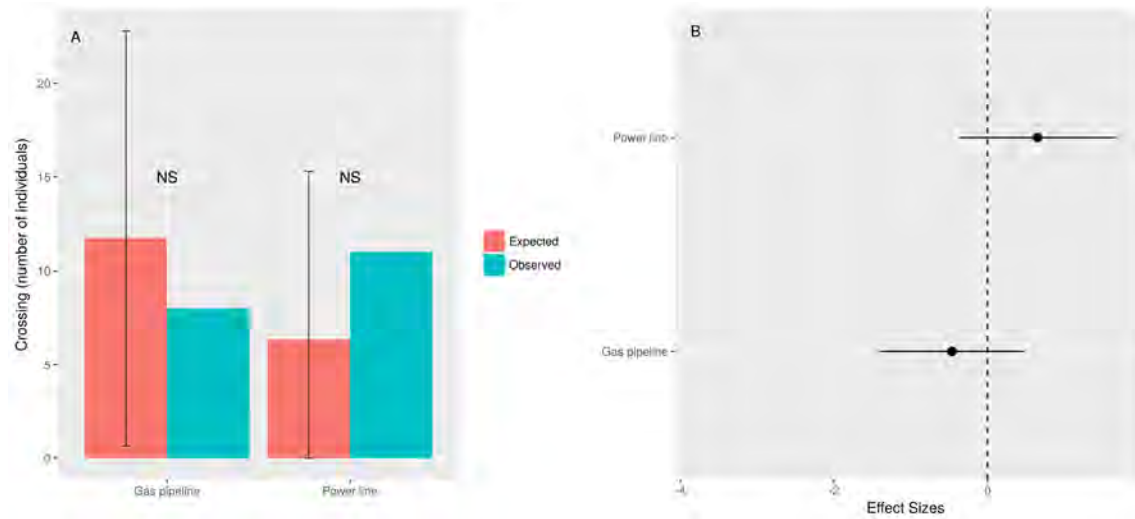 A
Crossing (number of individuals)
20
15
10
5
0
NS
NS
Gas pipeline
Power line
Expected
Observed
B
Power line
Gas pipeline
-4
-2
0
Effect Sizes